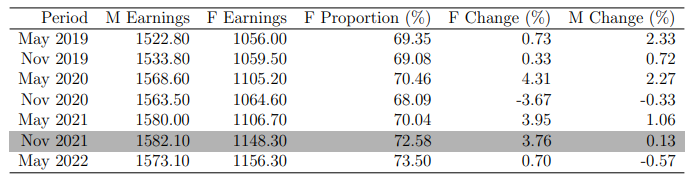 Period M Earnings F Earnings F Proportion (%) F Change (%) M Change (%)
May 2019 1522.80 1056.00 69.35 0.73 2.33
Nov 2019 1533.80 1059.50 69.08 0.33 0.72
May 2020 1568.60 1105.20 70.46 4.31 2.27
Nov 2020 1563.50 1064.60 68.09 -3.67 -0.33
May 2021 1580.00 1106.70 70.04 3.95 1.06
Nov 2021 1582.10 1148.30 72.58 3.76 0.13
May 2022 1573.10 1156.30 73.50 0.70 -0.57